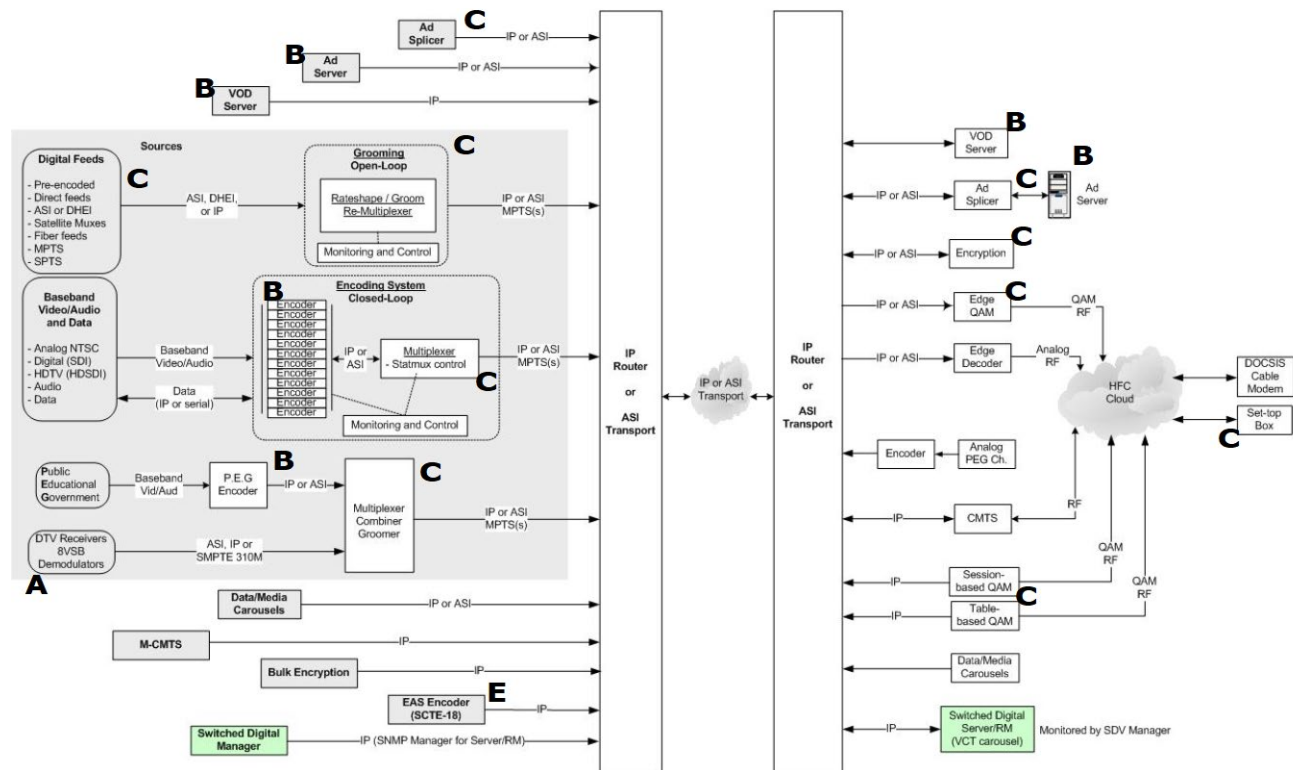 Ad
Splicer
C
IP or ASI
B
Ad
Server
IP or ASI
B
VOD
Server
IP
Sources
Digital Feeds
- Pre-encoded
- Direct feeds
- ASI or DHEI
- Satellite Muxes
- Fiber feeds
- MPTS
- SPTS
C
ASI, DHEI,
or IP
Grooming
Open-Loop
C
Rateshape / Groom
Re-Multiplexer
Monitoring and Control
IP or ASI
MPTS(s)
Baseband
Video/Audio
and Data
- Analog NTSC
- Digital (SDI)
- HDTV (HDSDI)
- Audio
- Data
Baseband
Video/Audio
Data
(IP or serial)
Encoding System
Closed-Loop
B
Encoder
Encoder
Encoder
Encoder
Encoder
Encoder
Encoder
Encoder
Encoder
Encoder
Encoder
Encoder
IP or
ASI
Multiplexer
- Statmux control
C
Monitoring and Control
IP or ASI
MPTS(s)
Public
Educational
Government
Baseband
Vid/Aud
P.E.G
Encoder
B
IP or ASI
C
Multiplexer
Combiner
Groomer
IP or ASI
MPTS(s)
DTV Receivers
8VSB
Demodulators
A
ASI, IP or
SMPTE 310M
Data/Media
Carousels
IP or ASI
M-CMTS
IP
Bulk Encryption
IP
EAS Encoder
(SCTE-18)
E
IP
Switched Digital
Manager
IP (SNMP Manager for Server/RM)
IP
Router
or
ASI
Transport
IP or ASI
Transport
IP
Router
or
ASI
Transport
VOD
Server
B
IP or ASI
Ad
Splicer
C
B
Ad
Server
IP or ASI
Encryption
C
IP or ASI
Edge
QAM
C
QAM
RF
IP or ASI
Edge
Decoder
Analog
RF
HFC
Cloud
DOCSIS
Cable
Modem
Set-top
Box
C
Encoder
Analog
PEG Ch.
IP
CMTS
RF
IP
Session-
based QAM
QAM
RF
IP
Table-
based QAM
C
QAM
RF
Data/Media
Carousels
IP
Switched Digital
Server/RM
(VCT carousel)
Monitored by SDV Manager